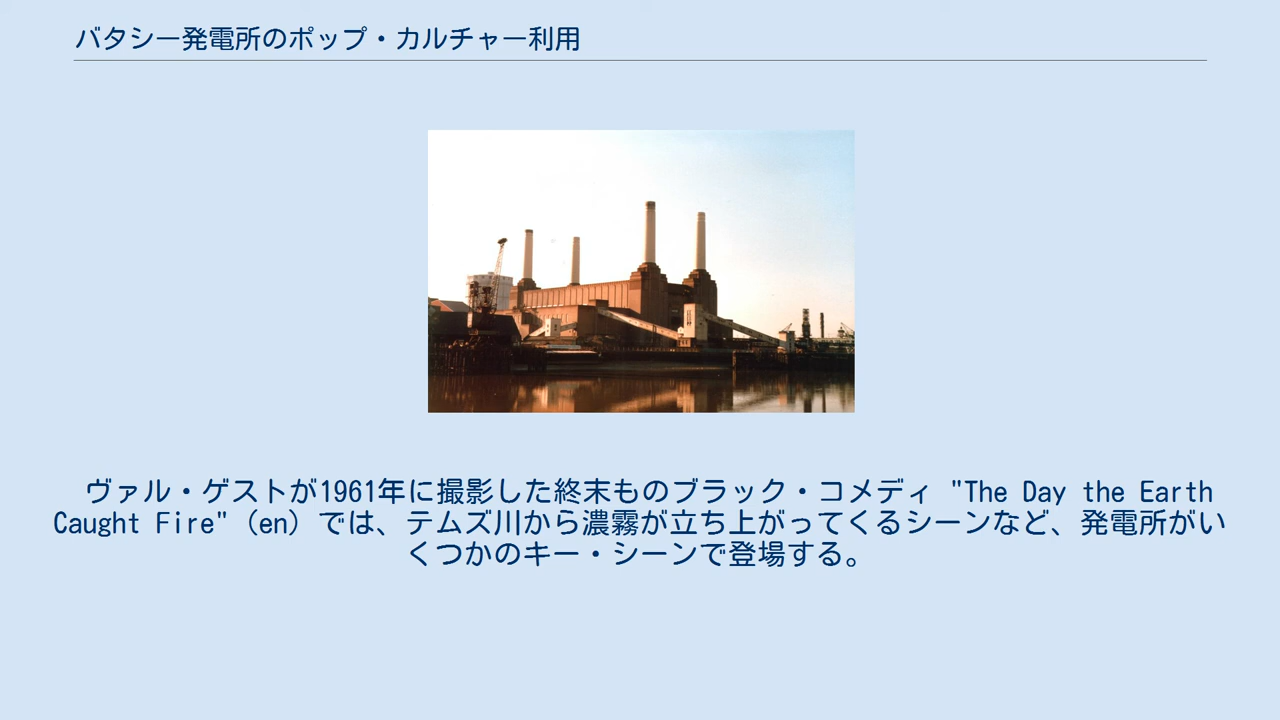 バタシー発電所のポップ・カルチャー利用
ヴァル・ゲストが1961年に撮影した終末ものブラック・コメディ "The Day the Earth
Caught Fire"（en）では、テムズ川から濃霧が立ち上がってくるシーンなど、発電所がい
くつかのキー・シーンで登場する。